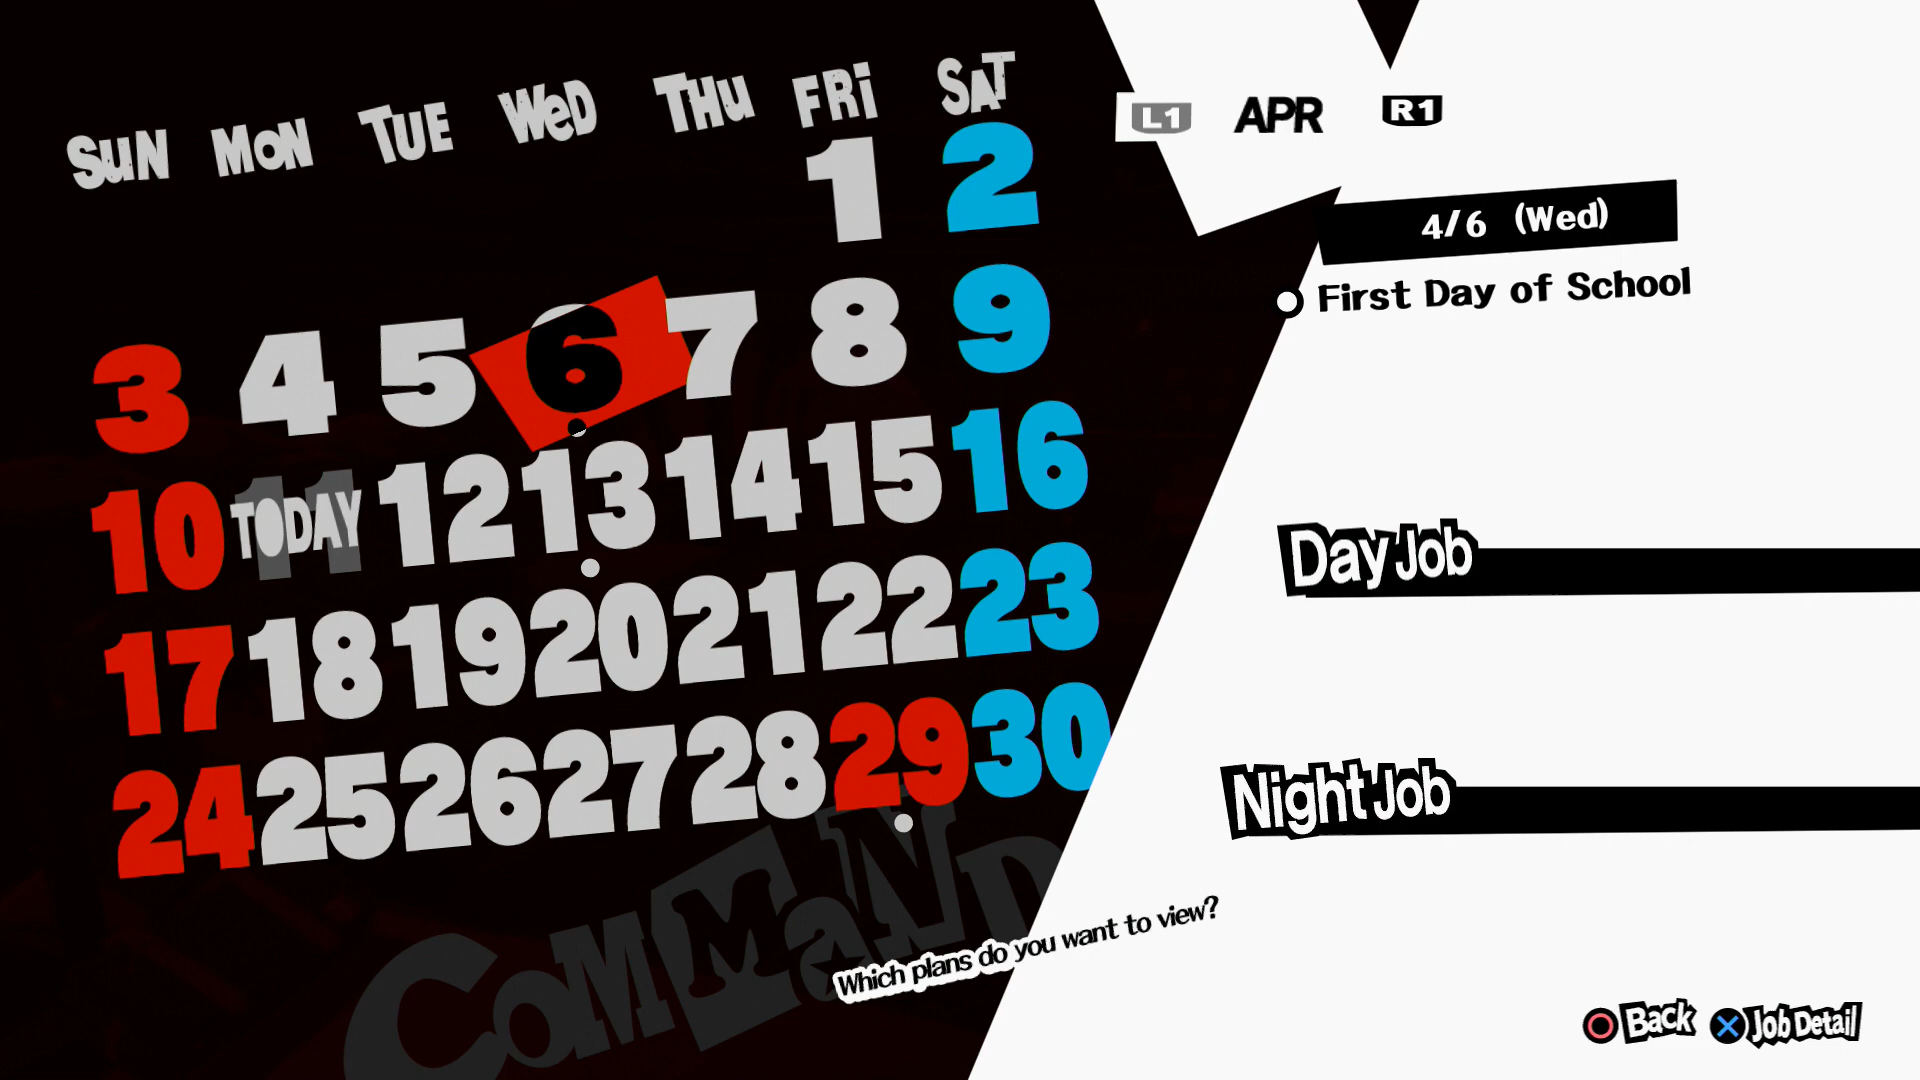 SUN MON TUE WeD THU FRi SAT
1 2
3 4 5 6 7 8 9
10 11 TODAY 12 13 14 15 16
17 18 19 20 21 22 23
24 25 26 27 28 29 30
L1 APR R1
4/6 (Wed)
First Day of School
Day Job
Night Job
COMMaND
Which plans do you want to view?
Back Job Detail